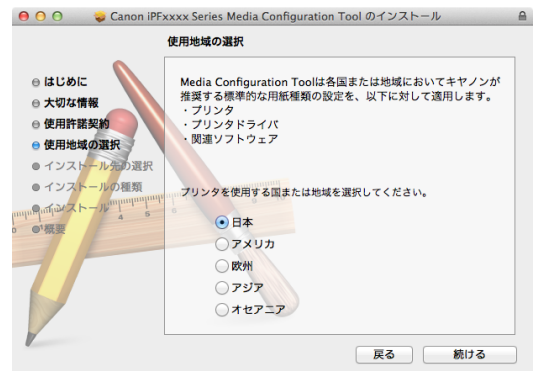 Canon iPFxxxx Series Media Configuration Tool のインストール
使用地域の選択
はじめに
大切な情報
使用許諾契約
使用地域の選択
インストール先の選択
インストールの種類
インストール
概要
Media Configuration Toolは各国または地域においてキヤノンが
推奨する標準的な用紙種類の設定を、以下に対して適用します。
・プリンタ
・プリンタドライバ
・関連ソフトウェア
プリンタを使用する国または地域を選択してください。
日本
アメリカ
欧州
アジア
オセアニア
戻る
続ける